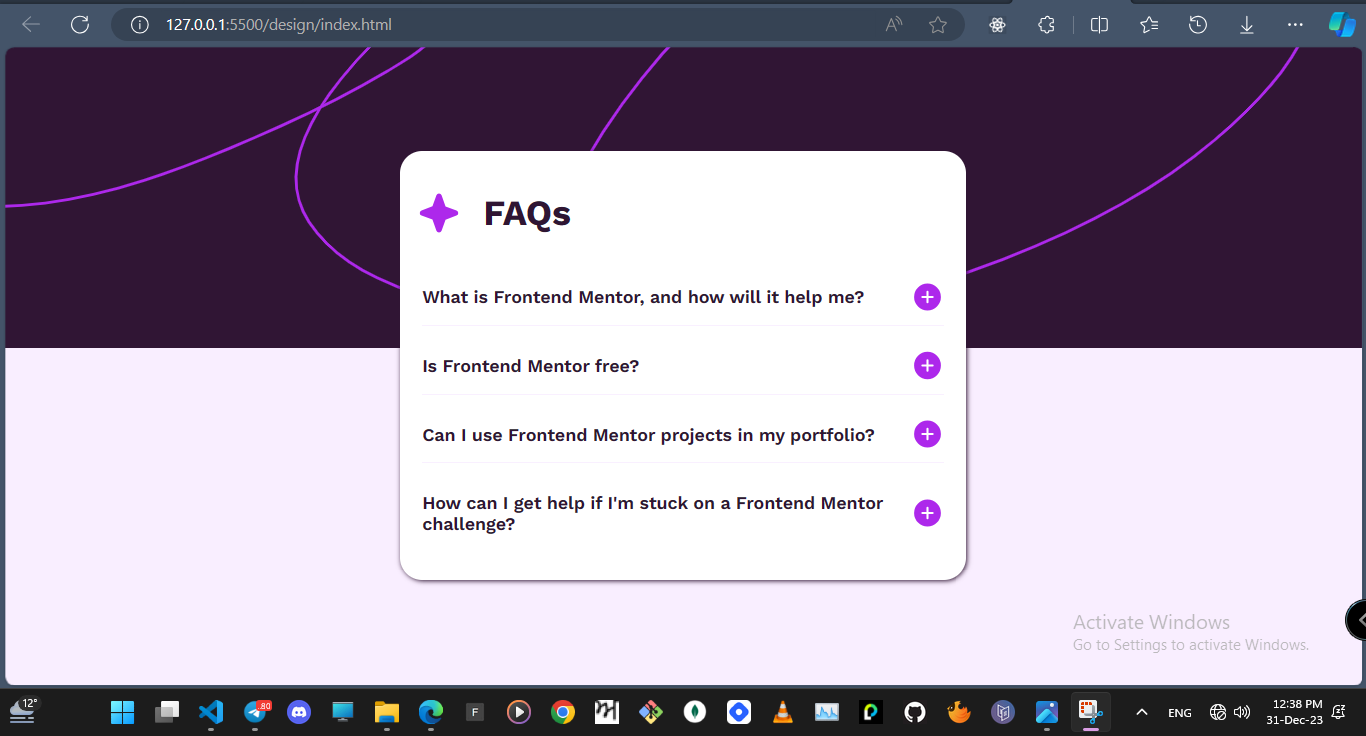 127.0.0.1:5500/design/index.html
FAQs
What is Frontend Mentor, and how will it help me?
Is Frontend Mentor free?
Can I use Frontend Mentor projects in my portfolio?
How can I get help if I'm stuck on a Frontend Mentor
challenge?
Activate Windows
Go to Settings to activate Windows.
12°
.80
F
ENG
12:38 PM
31-Dec-23